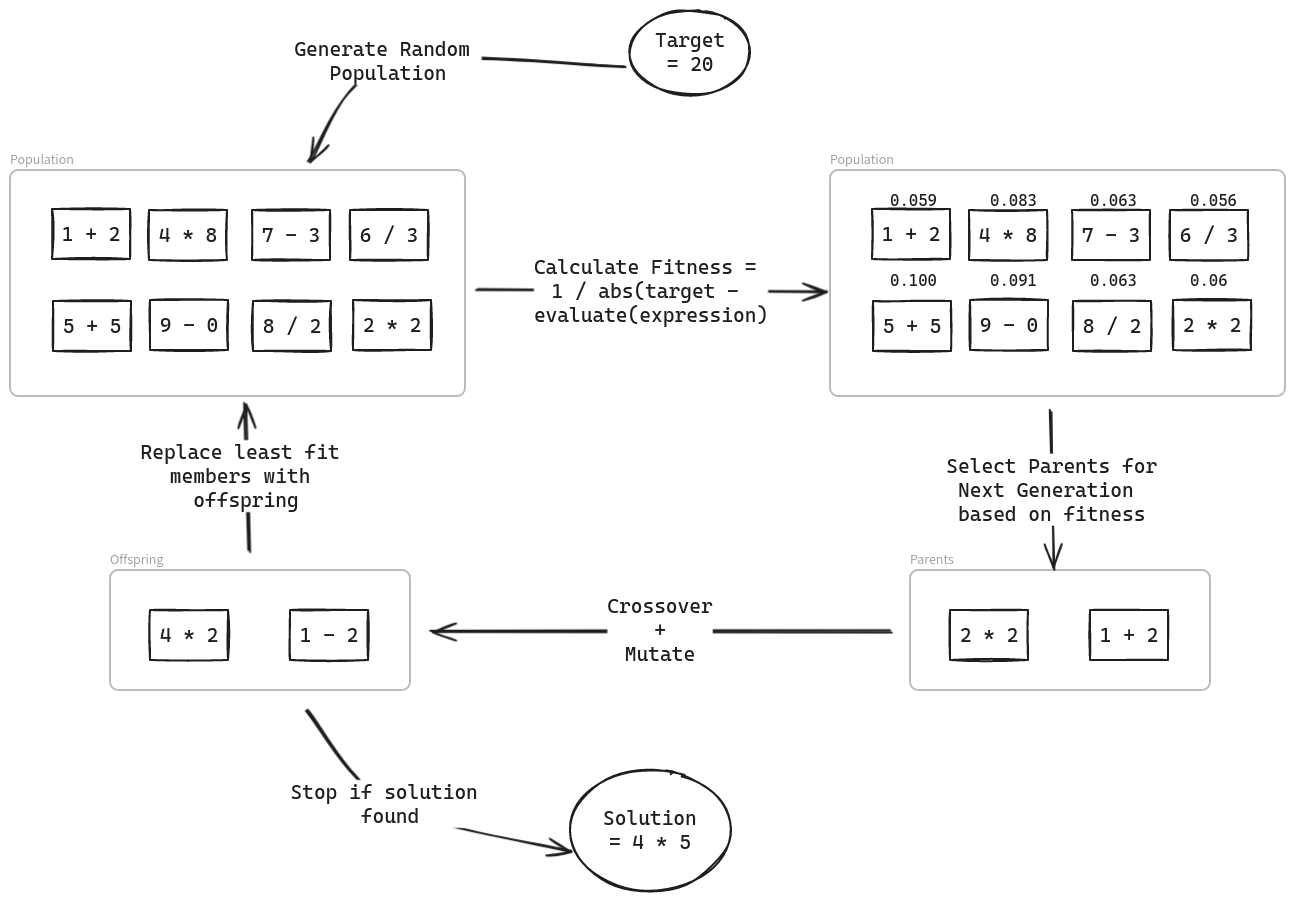 Target
= 20
Generate Random
Population
Population
1 + 2
4 * 8
7 - 3
6 / 3
5 + 5
9 - 0
8 / 2
2 * 2
Calculate Fitness =
1 / abs(target -
evaluate(expression)
Population
0.059
0.083
0.063
0.056
1 + 2
4 * 8
7 - 3
6 / 3
0.100
0.091
0.063
0.06
5 + 5
9 - 0
8 / 2
2 * 2
Select Parents for
Next Generation
based on fitness
Parents
2 * 2
1 + 2
Crossover
+
Mutate
Offspring
4 * 2
1 - 2
Replace least fit
members with
offspring
Stop if solution
found
Solution
= 4 * 5